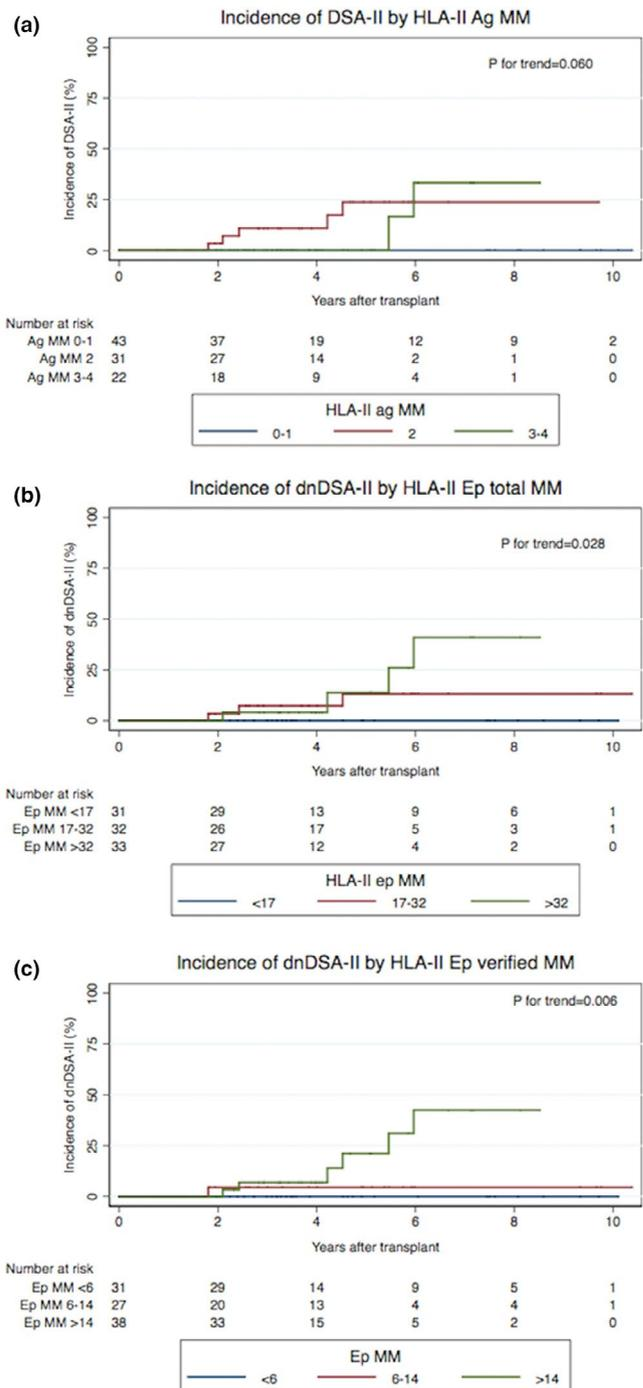 (a)
Incidence of DSA-II by HLA-II Ag MM
P for trend=0.060
Incidence of DSA-II (%)
100
75
50
25
0
0 2 4 6 8 10
Years after transplant
Number at risk
Ag MM 0-1 43 37 19 12 9 2
Ag MM 2 31 27 14 2 1 0
Ag MM 3-4 22 18 9 4 1 0
HLA-II ag MM
0-1 2 3-4
(b)
Incidence of dnDSA-II by HLA-II Ep total MM
P for trend=0.028
Incidence of dnDSA-II (%)
100
75
50
25
0
0 2 4 6 8 10
Years after transplant
Number at risk
Ep MM <17 31 29 13 9 6 1
Ep MM 17-32 32 26 17 5 3 1
Ep MM >32 33 27 12 4 2 0
HLA-II ep MM
<17 17-32 >32
(c)
Incidence of dnDSA-II by HLA-II Ep verified MM
P for trend=0.006
Incidence of dnDSA-II (%)
100
75
50
25
0
0 2 4 6 8 10
Years after transplant
Number at risk
Ep MM <6 31 29 14 9 5 1
Ep MM 6-14 27 20 13 4 4 1
Ep MM >14 38 33 15 5 2 0
Ep MM
<6 6-14 >14